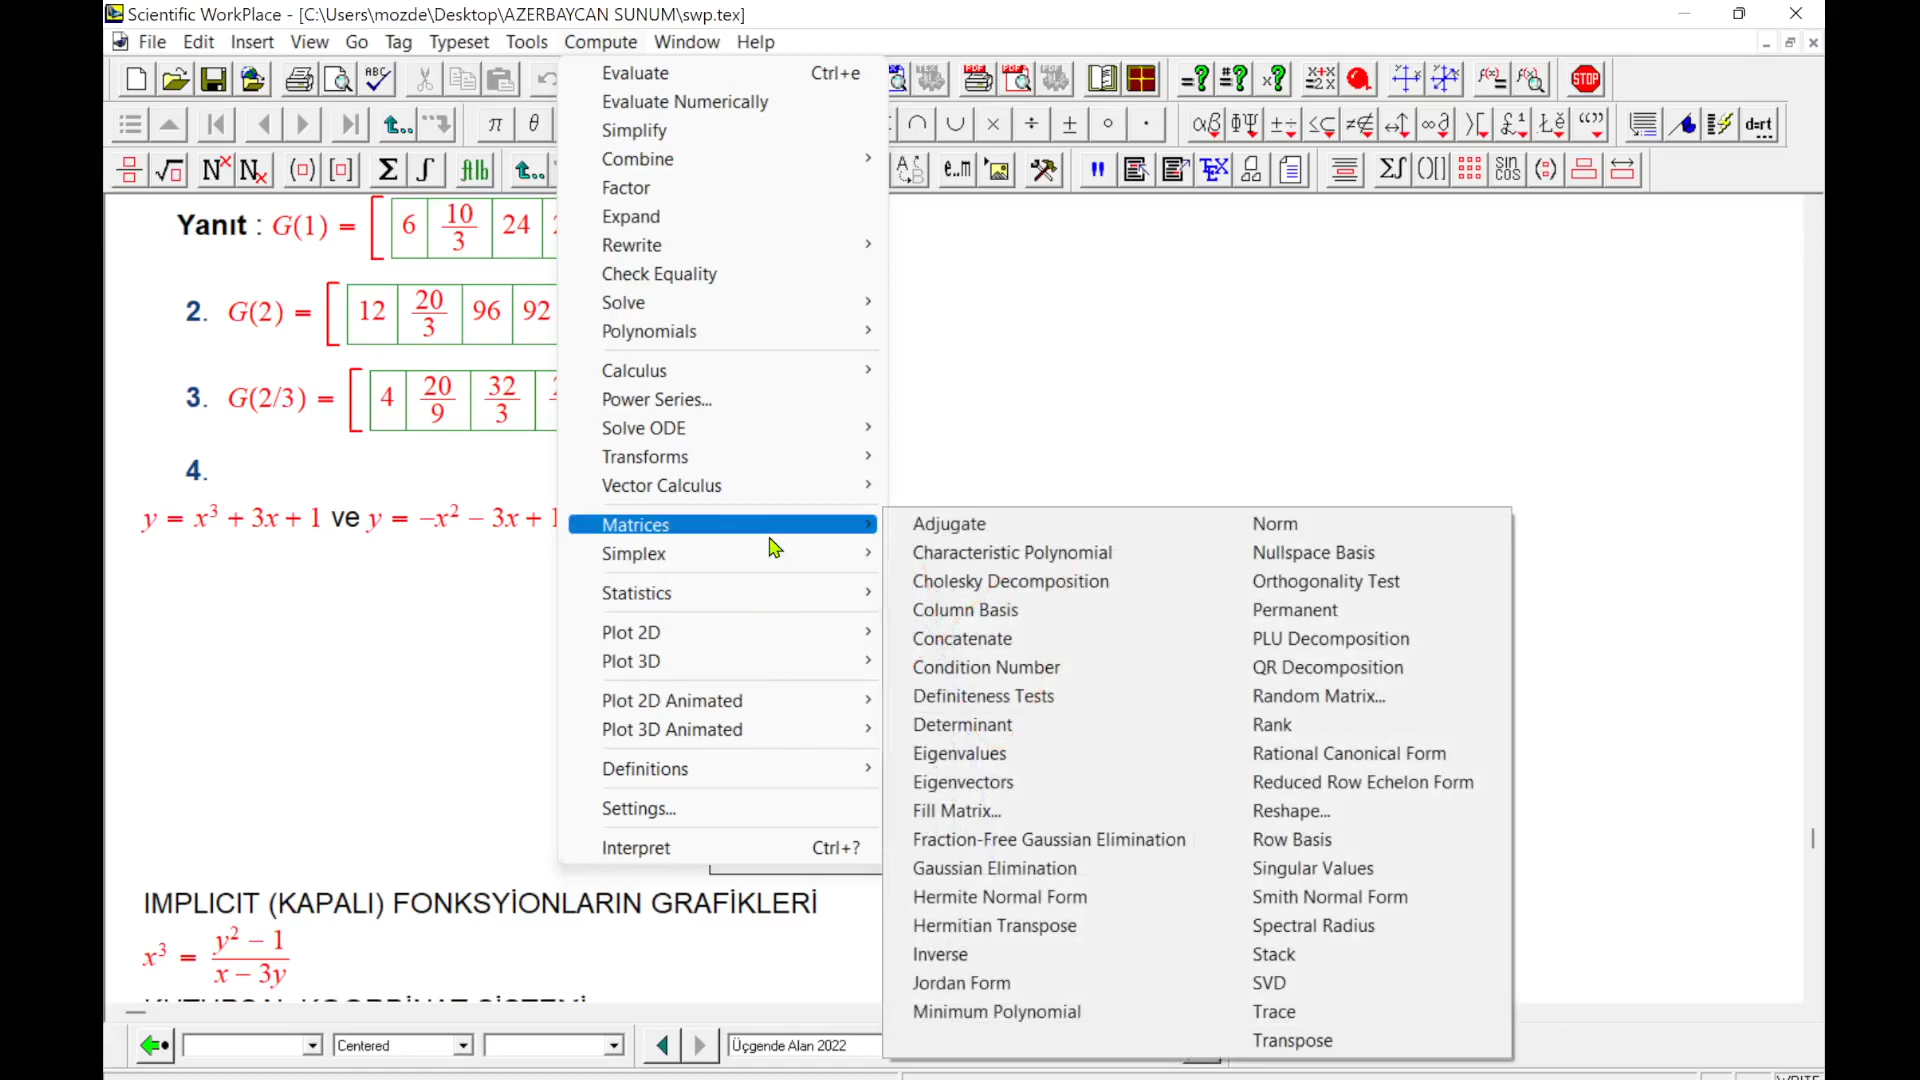 Scientific WorkPlace - [C:\Users\mozde\Desktop\AZERBAYCAN SUNUM\swp.tex]
File Edit Insert View Go Tag Typeset Tools Compute Window Help
Yanıt : G(1) = [ 6 10/3 24
2. G(2) = [ 12 20/3 96 92
3. G(2/3) = [ 4 20/9 32/3
4.
y = x³ + 3x + 1 ve y = −x² − 3x + 1
IMPLICIT (KAPALI) FONKSYİONLARIN GRAFİKLERİ
x³ = (y² − 1)/(x − 3y)
Evaluate Ctrl+e
Evaluate Numerically
Simplify
Combine
Factor
Expand
Rewrite
Check Equality
Solve
Polynomials
Calculus
Power Series...
Solve ODE
Transforms
Vector Calculus
Matrices
Simplex
Statistics
Plot 2D
Plot 3D
Plot 2D Animated
Plot 3D Animated
Definitions
Settings...
Interpret Ctrl+?
Adjugate
Characteristic Polynomial
Cholesky Decomposition
Column Basis
Concatenate
Condition Number
Definiteness Tests
Determinant
Eigenvalues
Eigenvectors
Fill Matrix...
Fraction-Free Gaussian Elimination
Gaussian Elimination
Hermite Normal Form
Hermitian Transpose
Inverse
Jordan Form
Minimum Polynomial
Norm
Nullspace Basis
Orthogonality Test
Permanent
PLU Decomposition
QR Decomposition
Random Matrix...
Rank
Rational Canonical Form
Reduced Row Echelon Form
Reshape...
Row Basis
Singular Values
Smith Normal Form
Spectral Radius
Stack
SVD
Trace
Transpose
Centered
Üçgende Alan 2022